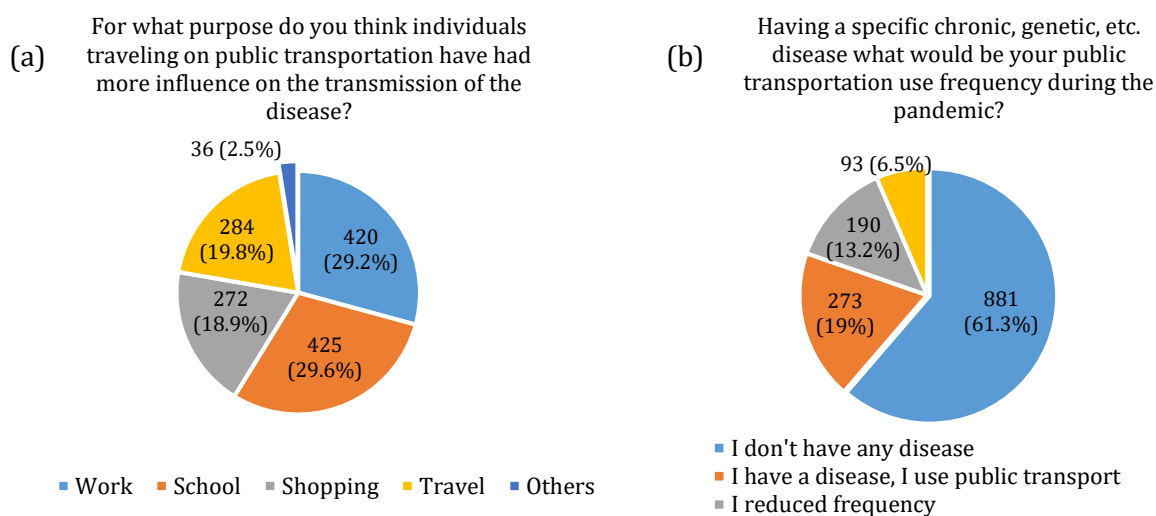 (a)
For what purpose do you think individuals
traveling on public transportation have had
more influence on the transmission of the
disease?
36 (2.5%)
284
(19.8%)
420
(29.2%)
272
(18.9%)
425
(29.6%)
Work School Shopping Travel Others
(b)
Having a specific chronic, genetic, etc.
disease what would be your public
transportation use frequency during the
pandemic?
93 (6.5%)
190
(13.2%)
273
(19%)
881
(61.3%)
I don't have any disease
I have a disease, I use public transport
I reduced frequency